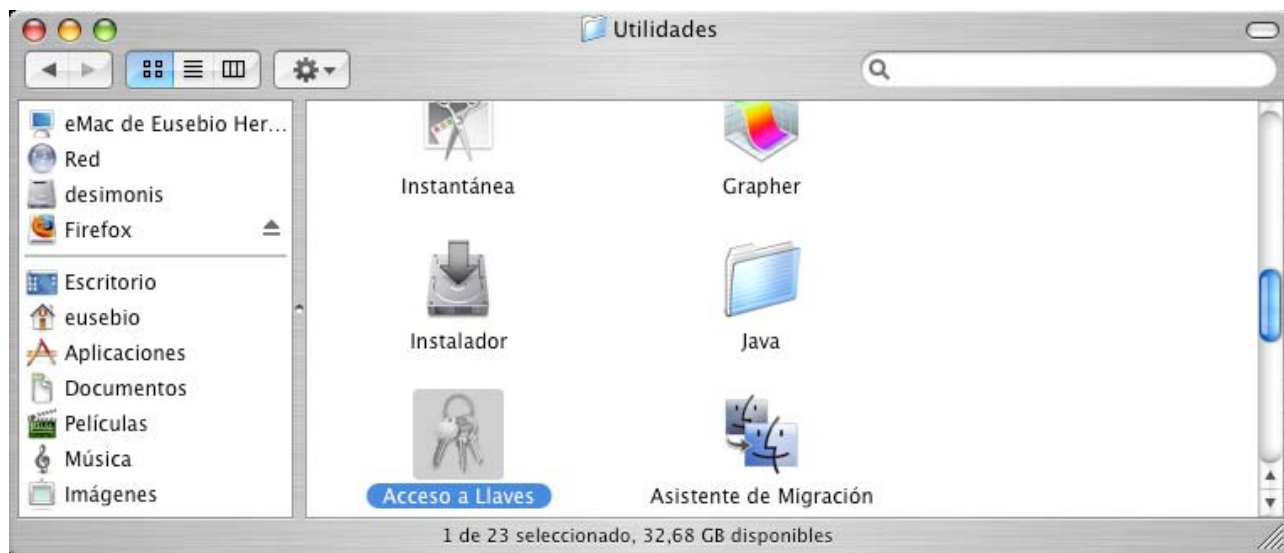 Utilidades
eMac de Eusebio Her...
Red
desimonis
Firefox
Escritorio
eusebio
Aplicaciones
Documentos
Películas
Música
Imágenes
Instantánea
Grapher
Instalador
Java
Acceso a Llaves
Asistente de Migración
1 de 23 seleccionado, 32,68 GB disponibles